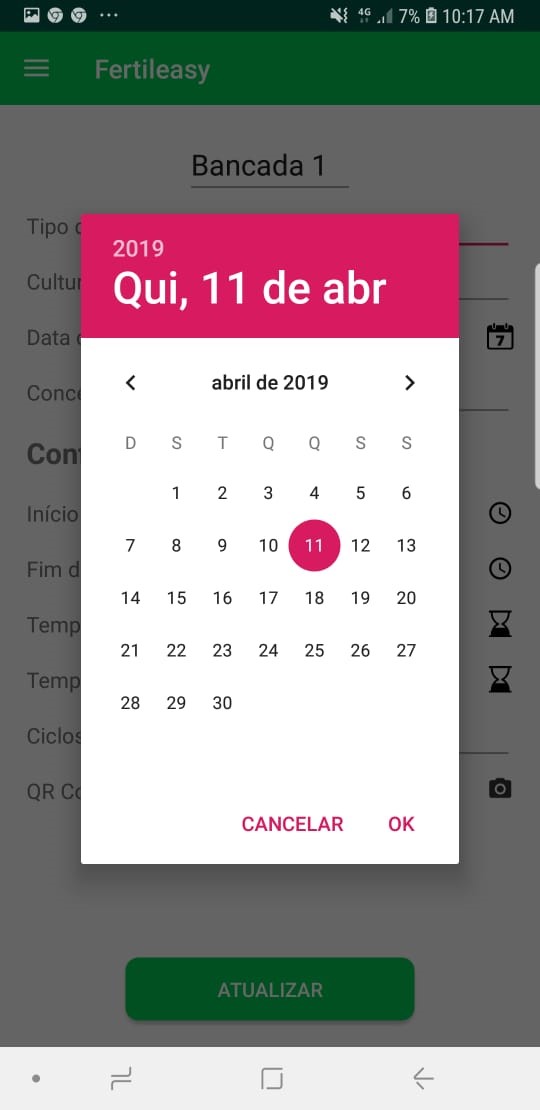 4G 7% 10:17 AM
Fertileasy
Bancada 1
Tipo
2019
Qui, 11 de abr
Cultur
Data
abril de 2019
Conc
D S T Q Q S S
Con
1 2 3 4 5 6
Início
7 8 9 10 11 12 13
Fim d
14 15 16 17 18 19 20
Temp
21 22 23 24 25 26 27
Temp
28 29 30
Ciclos
QR Co
CANCELAR OK
ATUALIZAR
7